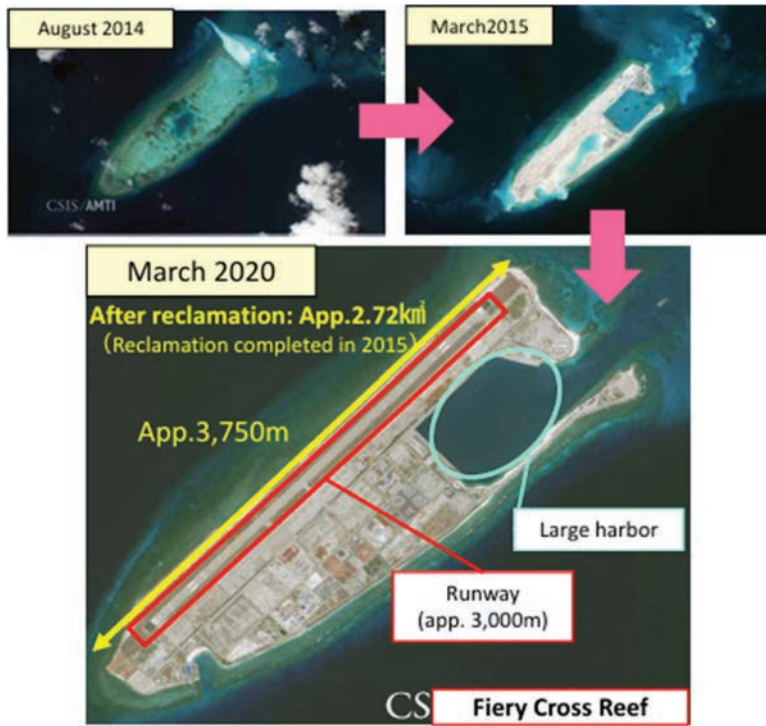 August 2014
March2015
CSIS/AMTI
March 2020
After reclamation: App.2.72k㎡
(Reclamation completed in 2015)
App.3,750m
Large harbor
Runway
(app. 3,000m)
CS
Fiery Cross Reef